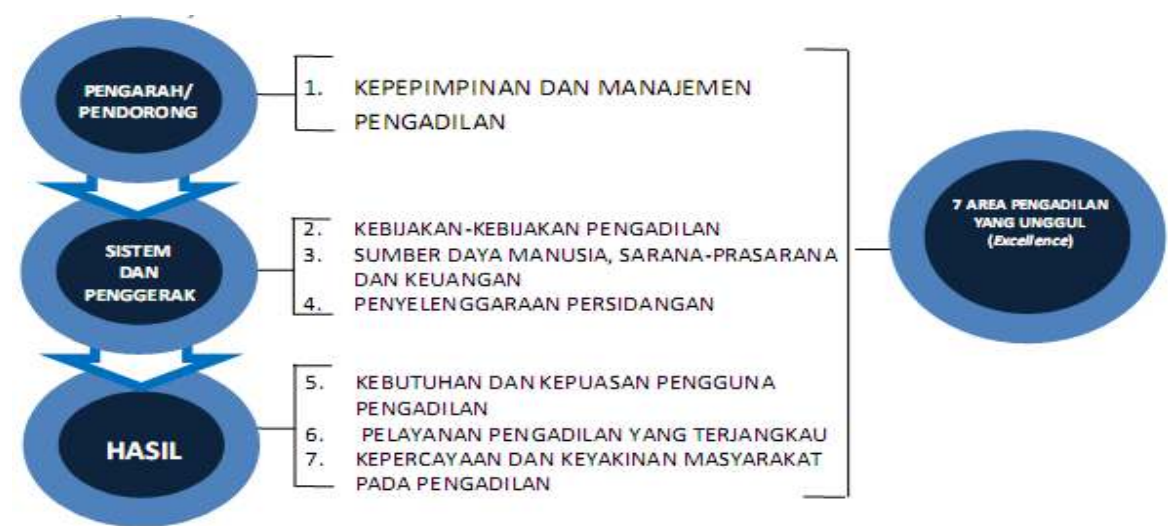 PENGARAH/
PENDORONG
1. KEPEPIMPINAN DAN MANAJEMEN
PENGADILAN
SISTEM
DAN
PENGGERAK
2. KEBIJAKAN-KEBIJAKAN PENGADILAN
3. SUMBER DAYA MANUSIA, SARANA-PRASARANA
DAN KEUANGAN
4. PENYELENGGARAAN PERSIDANGAN
HASIL
5. KEBUTUHAN DAN KEPUASAN PENGGUNA
PENGADILAN
6. PELAYANAN PENGADILAN YANG TERJANGKAU
7. KEPERCAYAAN DAN KEYAKINAN MASYARAKAT
PADA PENGADILAN
7 AREA PENGADILAN
YANG UNGGUL
(Excellence)